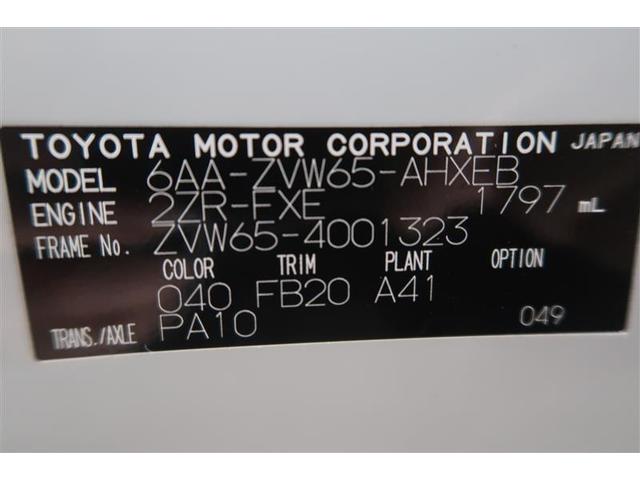 TOYOTA MOTOR CORPORATION JAPAN
MODEL 6AA-ZVW65-AHXEB
ENGINE 2ZR-FXE 1797 mL
FRAME No. ZVW65-4001323
COLOR TRIM PLANT OPTION
040 FB20 A41
TRANS./AXLE PA10 049